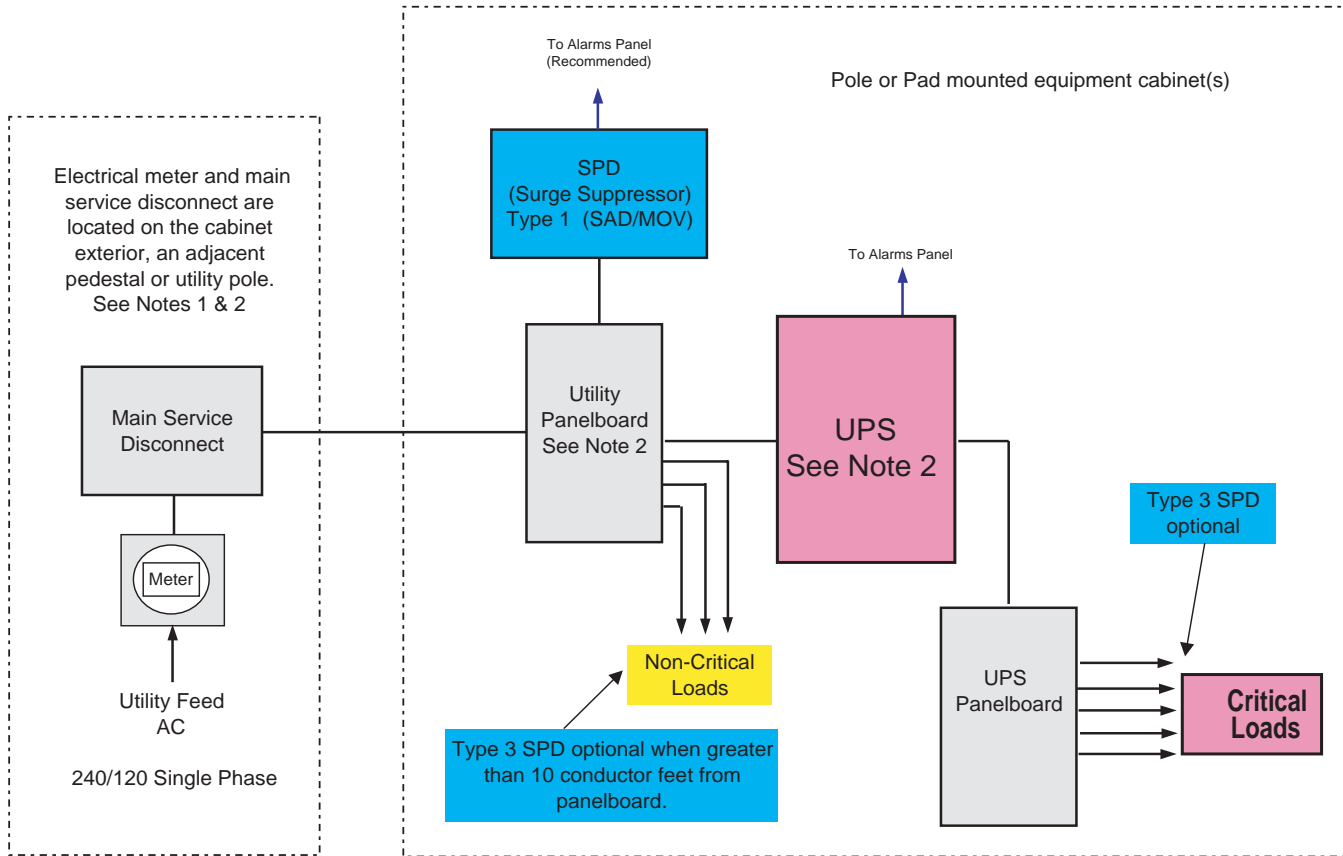 To Alarms Panel
(Recommended)
Pole or Pad mounted equipment cabinet(s)
SPD
(Surge Suppressor)
Type 1 (SAD/MOV)
Electrical meter and main
service disconnect are
located on the cabinet
exterior, an adjacent
pedestal or utility pole.
See Notes 1 & 2
To Alarms Panel
Main Service
Disconnect
Utility
Panelboard
See Note 2
UPS
See Note 2
Type 3 SPD
optional
Meter
Non-Critical
Loads
UPS
Panelboard
Critical
Loads
Utility Feed
AC
Type 3 SPD optional when greater
than 10 conductor feet from
panelboard.
240/120 Single Phase